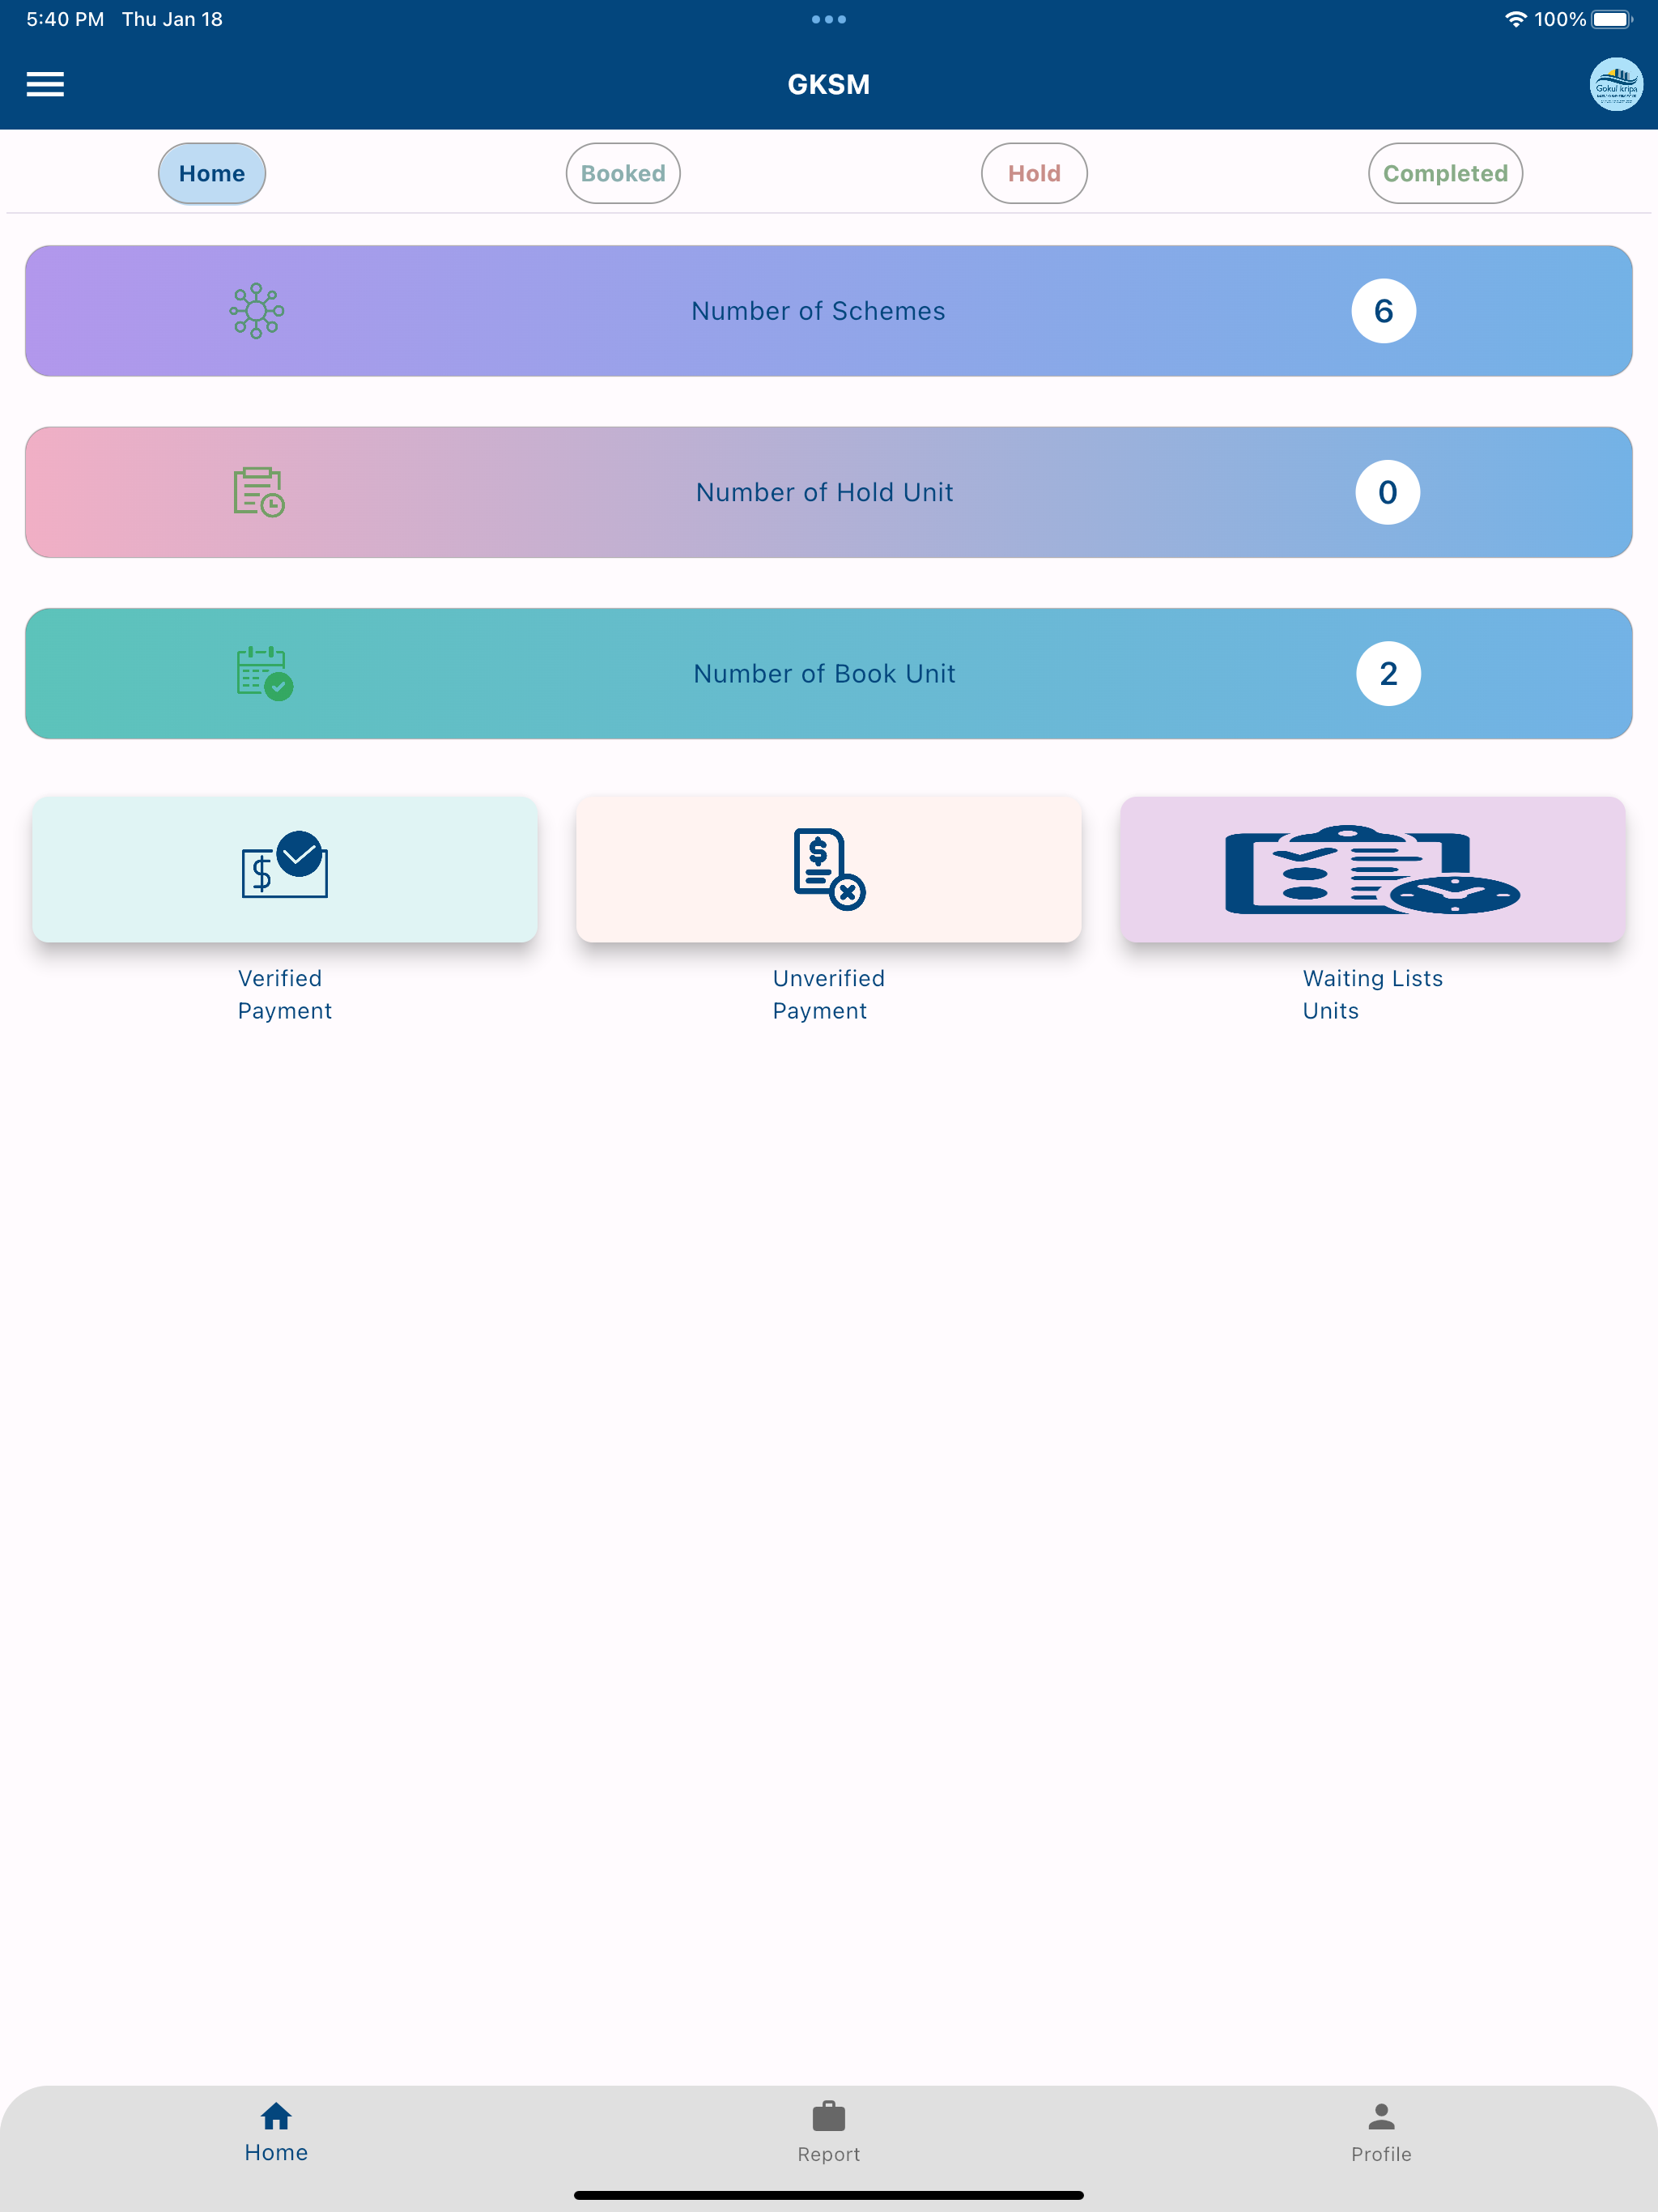 5:40 PM Thu Jan 18
100%
GKSM
Gokul kripa
Home
Booked
Hold
Completed
Number of Schemes
6
Number of Hold Unit
0
Number of Book Unit
2
$
$
Verified
Payment
Unverified
Payment
Waiting Lists
Units
Home
Report
Profile